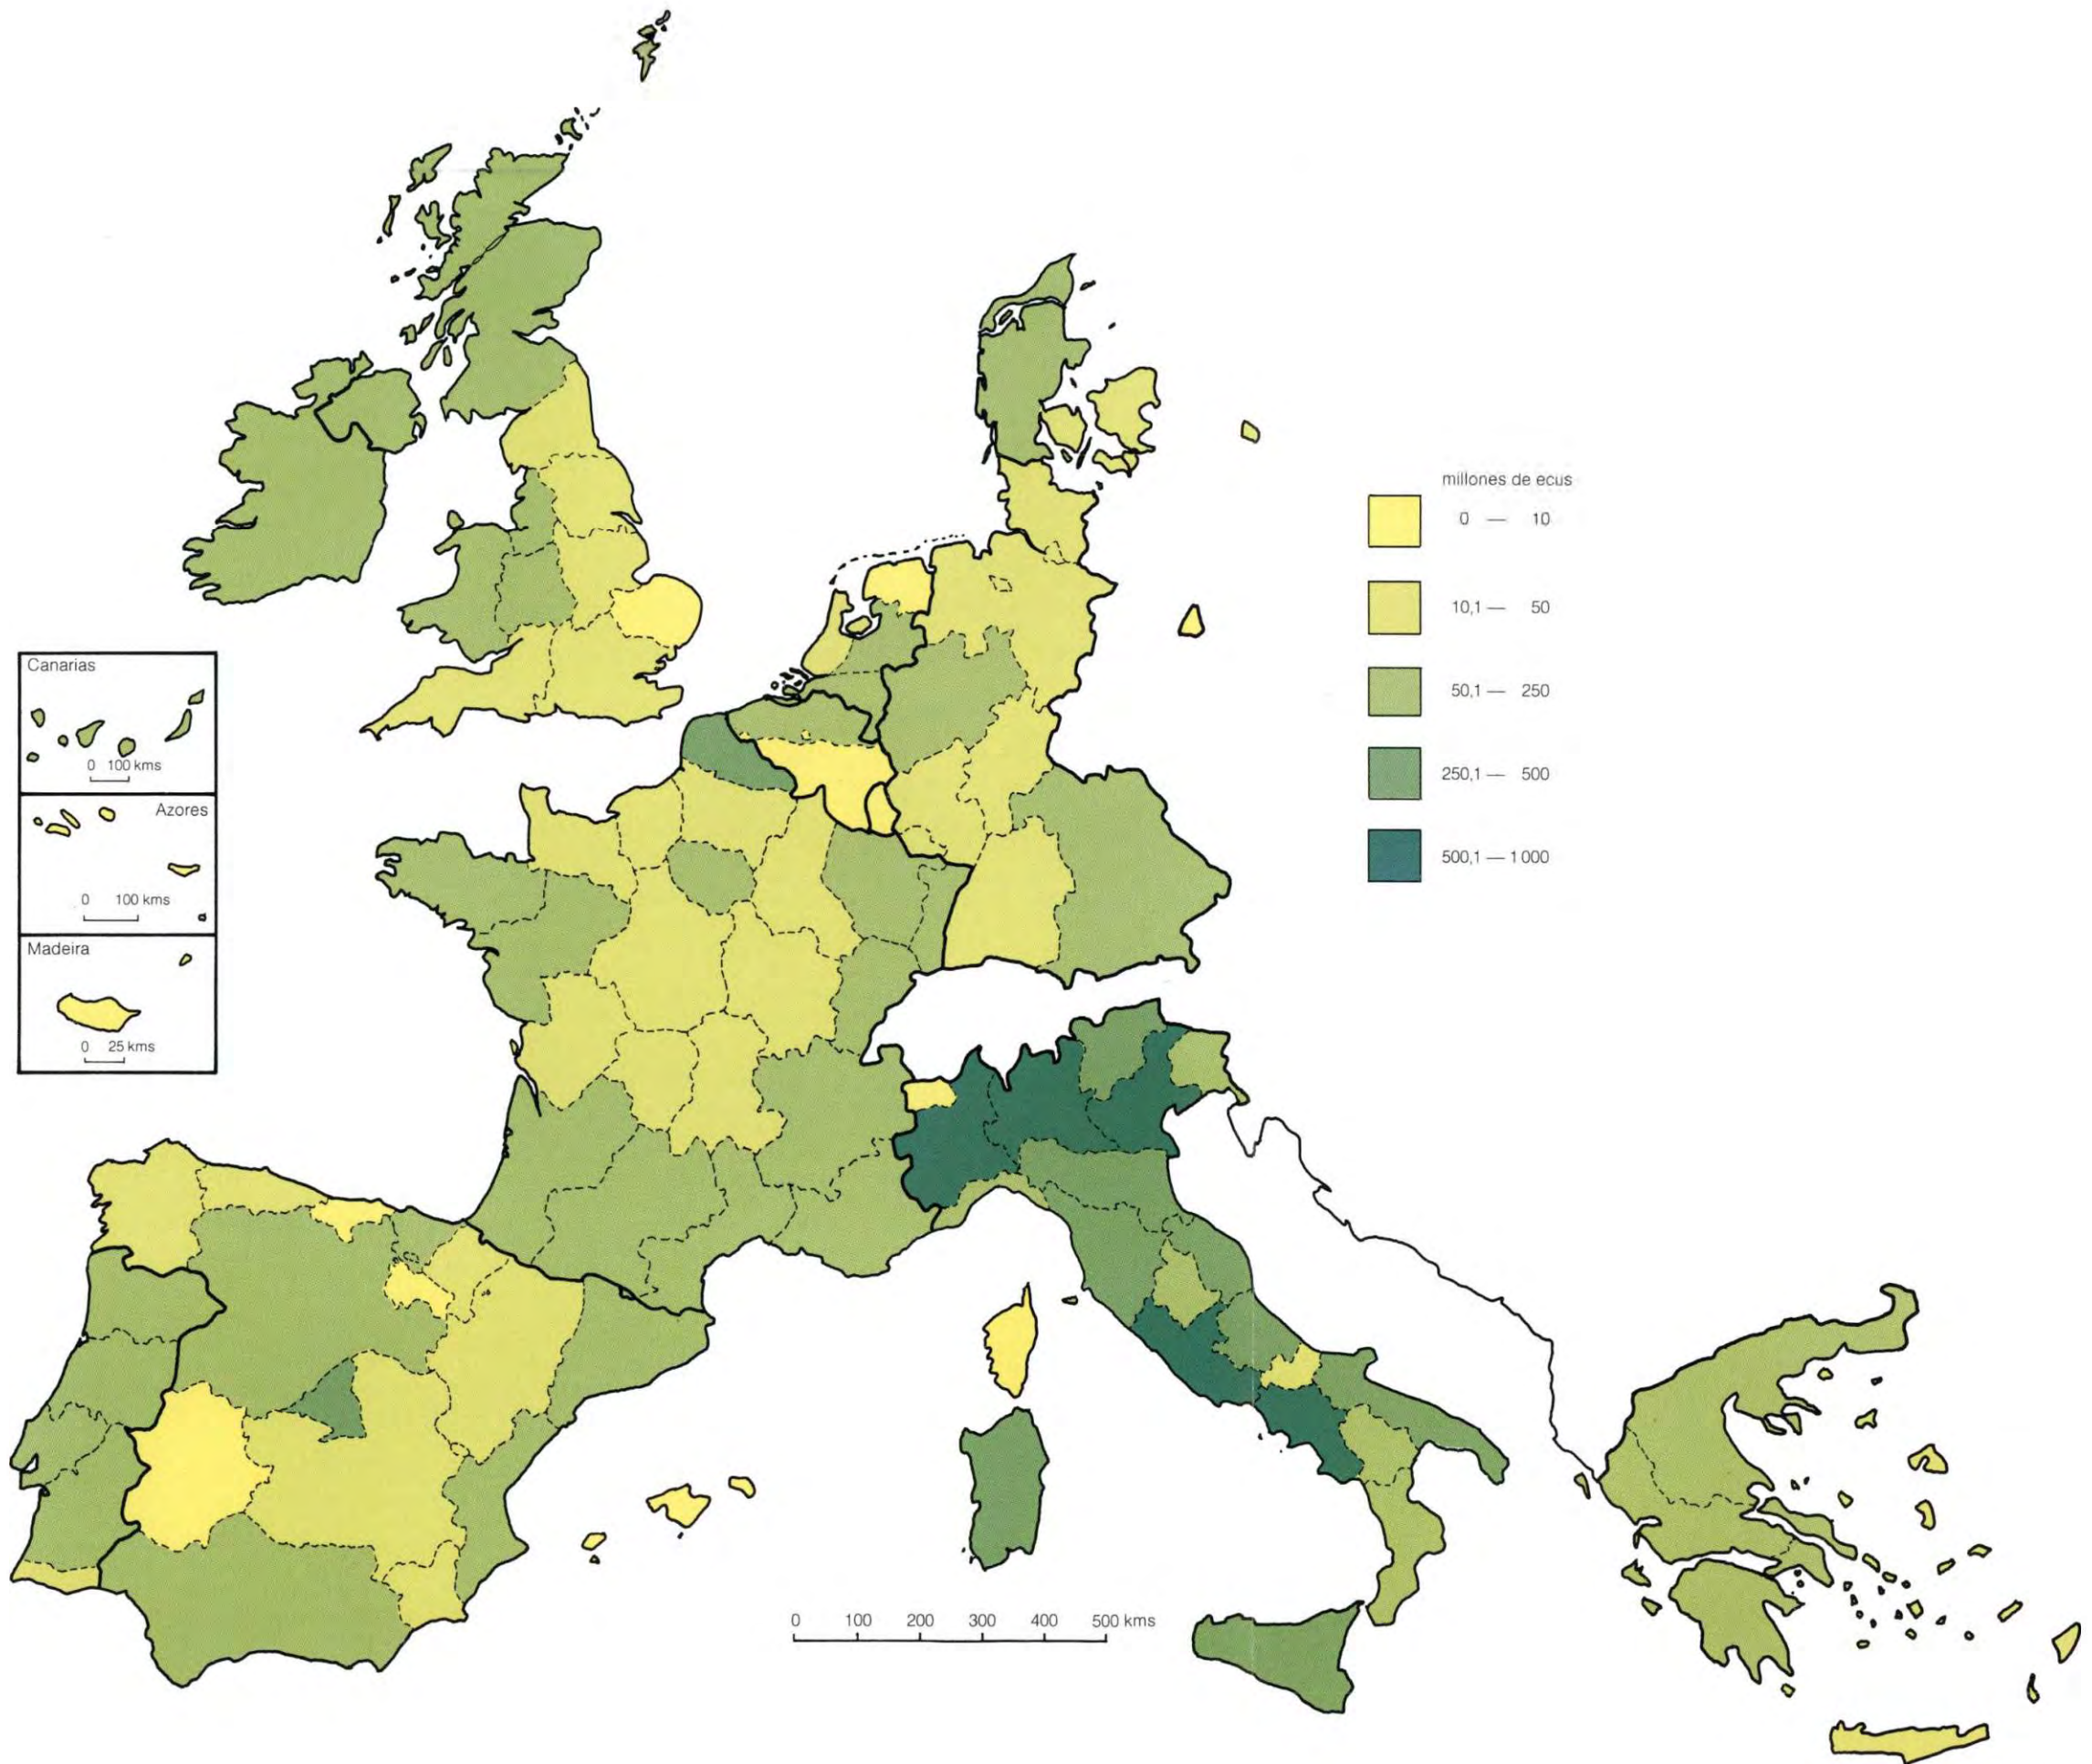 millones de ecus
0 — 10
10,1 — 50
50,1 — 250
250,1 — 500
500,1 — 1 000
Canarias
0 100 kms
Azores
0 100 kms
Madeira
0 25 kms
0 100 200 300 400 500 kms